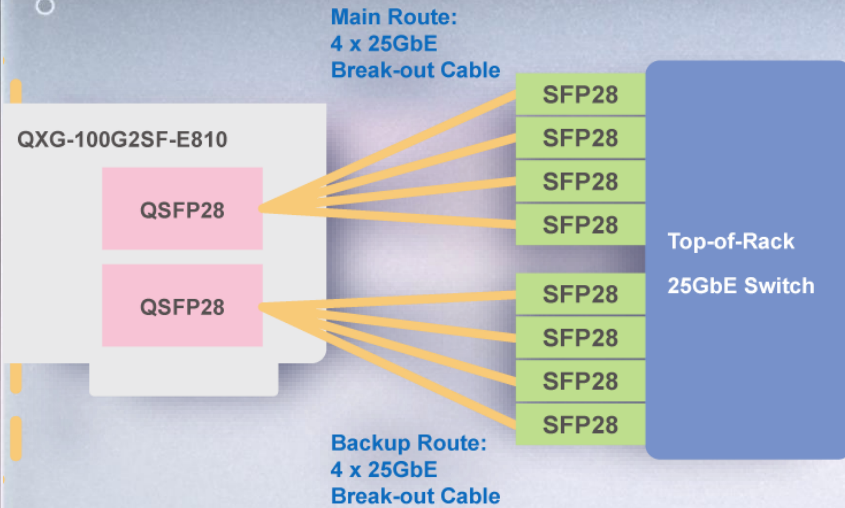 Main Route:
4 x 25GbE
Break-out Cable
QXG-100G2SF-E810
QSFP28
QSFP28
SFP28
SFP28
SFP28
SFP28
SFP28
SFP28
SFP28
SFP28
Top-of-Rack
25GbE Switch
Backup Route:
4 x 25GbE
Break-out Cable